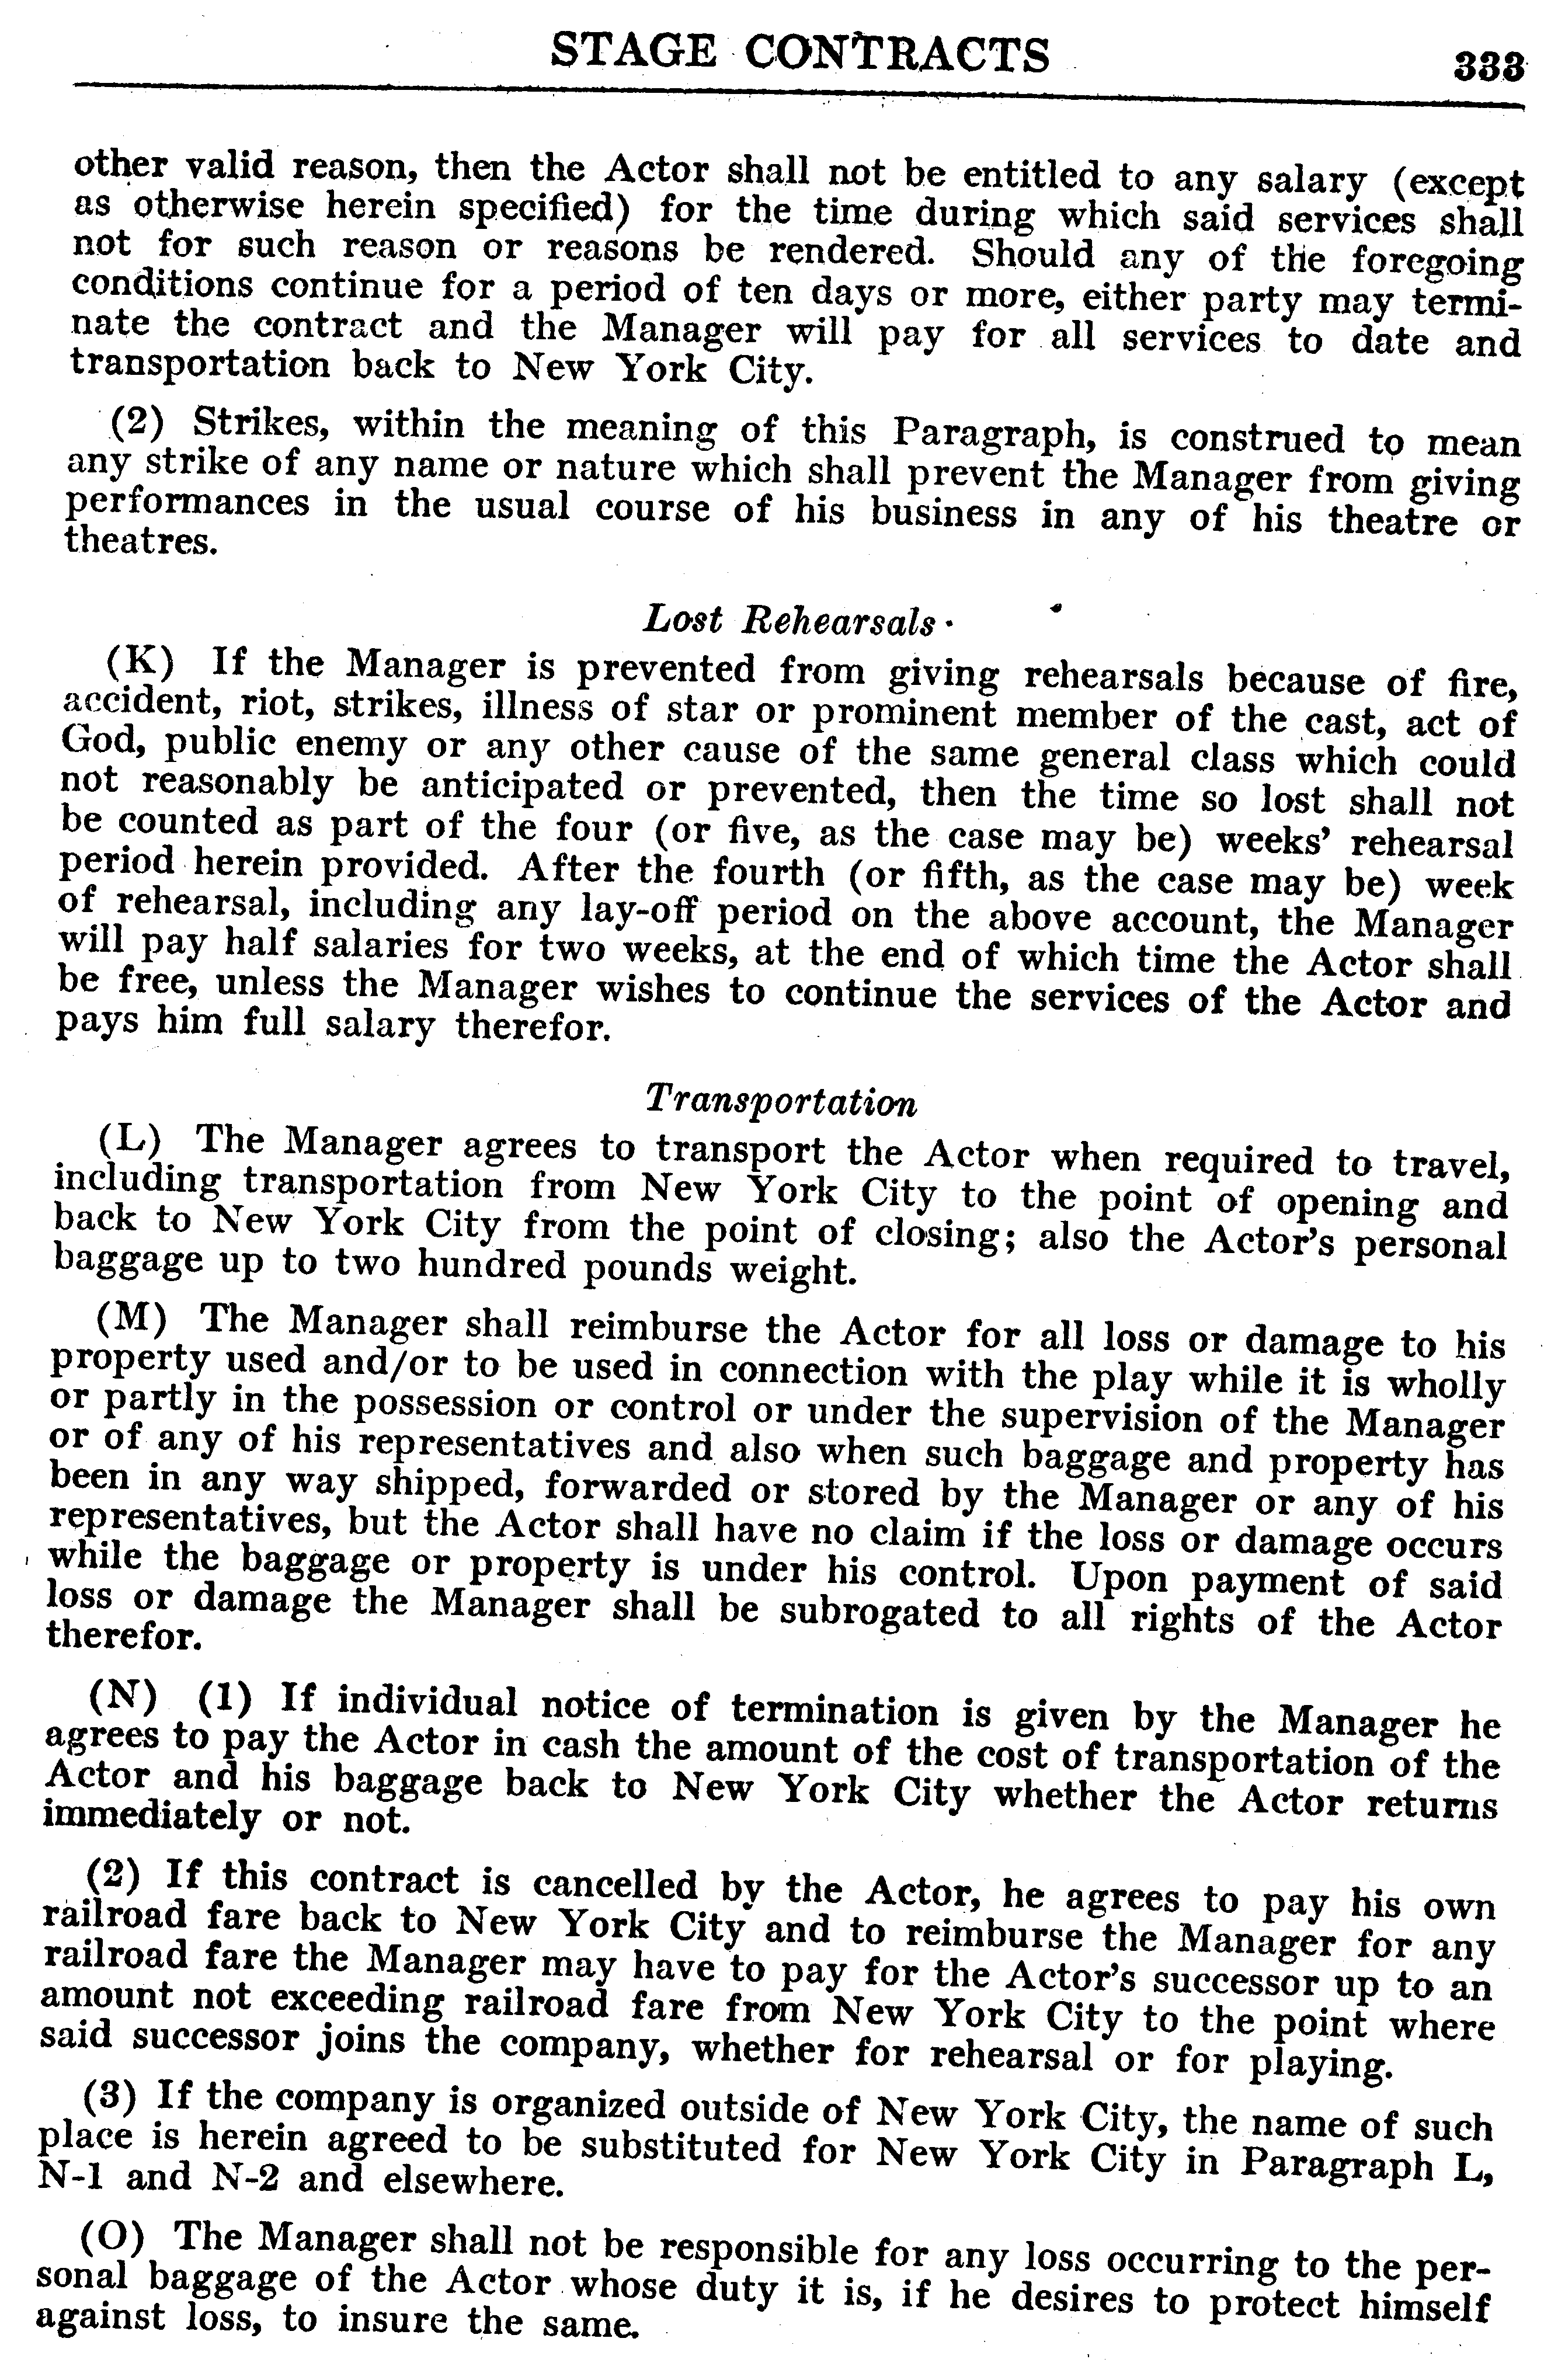 STAGE CONTRACTS 333
other valid reason, then the Actor shall not be entitled to any salary (except
as otherwise herein specified) for the time during which said services shall
not for such reason or reasons be rendered. Should any of the foregoing
conditions continue for a period of ten days or more, either party may termi-
nate the contract and the Manager will pay for all services to date and
transportation back to New York City.
(2) Strikes, within the meaning of this Paragraph, is construed to mean
any strike of any name or nature which shall prevent the Manager from giving
performances in the usual course of his business in any of his theatre or
theatres.
Lost Rehearsals
(K) If the Manager is prevented from giving rehearsals because of fire,
accident, riot, strikes, illness of star or prominent member of the cast, act of
God, public enemy or any other cause of the same general class which could
not reasonably be anticipated or prevented, then the time so lost shall not
be counted as part of the four (or five, as the case may be) weeks' rehearsal
period herein provided. After the fourth (or fifth, as the case may be) week
of rehearsal, including any lay-off period on the above account, the Manager
will pay half salaries for two weeks, at the end of which time the Actor shall
be free, unless the Manager wishes to continue the services of the Actor and
pays him full salary therefor.
Transportation
(L) The Manager agrees to transport the Actor when required to travel,
including transportation from New York City to the point of opening and
back to New York City from the point of closing; also the Actor's personal
baggage up to two hundred pounds weight.
(M) The Manager shall reimburse the Actor for all loss or damage to his
property used and/or to be used in connection with the play while it is wholly
or partly in the possession or control or under the supervision of the Manager
or of any of his representatives and also when such baggage and property has
been in any way shipped, forwarded or stored by the Manager or any of his
representatives, but the Actor shall have no claim if the loss or damage occurs
while the baggage or property is under his control. Upon payment of said
loss or damage the Manager shall be subrogated to all rights of the Actor
therefor.
(N) (1) If individual notice of termination is given by the Manager he
agrees to pay the Actor in cash the amount of the cost of transportation of the
Actor and his baggage back to New York City whether the Actor returns
immediately or not.
(2) If this contract is cancelled by the Actor, he agrees to pay his own
railroad fare back to New York City and to reimburse the Manager for any
railroad fare the Manager may have to pay for the Actor's successor up to an
amount not exceeding railroad fare from New York City to the point where
said successor joins the company, whether for rehearsal or for playing.
(3) If the company is organized outside of New York City, the name of such
place is herein agreed to be substituted for New York City in Paragraph L,
N-1 and N-2 and elsewhere.
(O) The Manager shall not be responsible for any loss occurring to the per-
sonal baggage of the Actor whose duty it is, if he desires to protect himself
against loss, to insure the same.